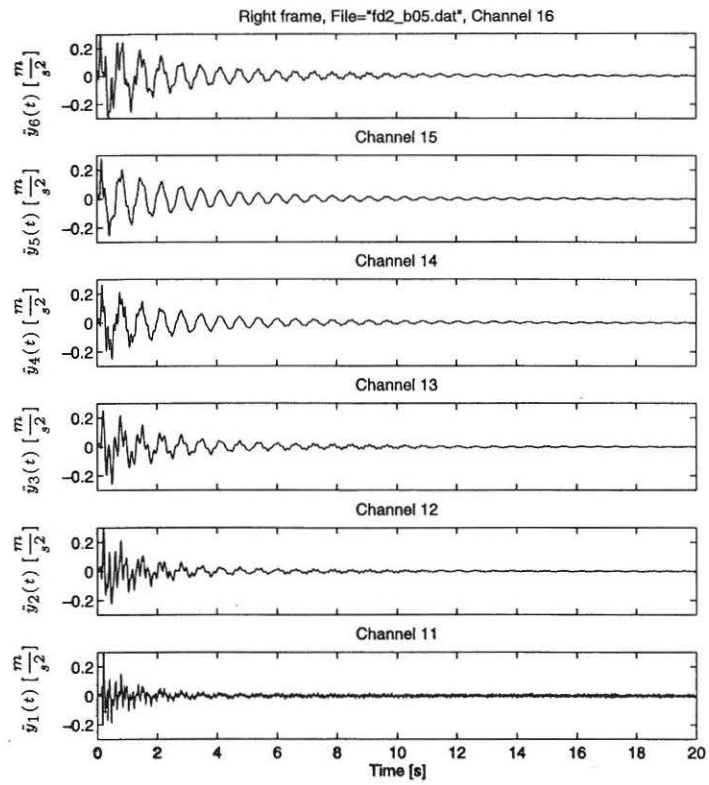 Right frame, File="fd2_b05.dat", Channel 16
ÿ6(t) [m/s2]
0.2
0
−0.2
Channel 15
ÿ5(t) [m/s2]
0.2
0
−0.2
Channel 14
ÿ4(t) [m/s2]
0.2
0
−0.2
Channel 13
ÿ3(t) [m/s2]
0.2
0
−0.2
Channel 12
ÿ2(t) [m/s2]
0.2
0
−0.2
Channel 11
ÿ1(t) [m/s2]
0.2
0
−0.2
0 2 4 6 8 10 12 14 16 18 20
Time [s]